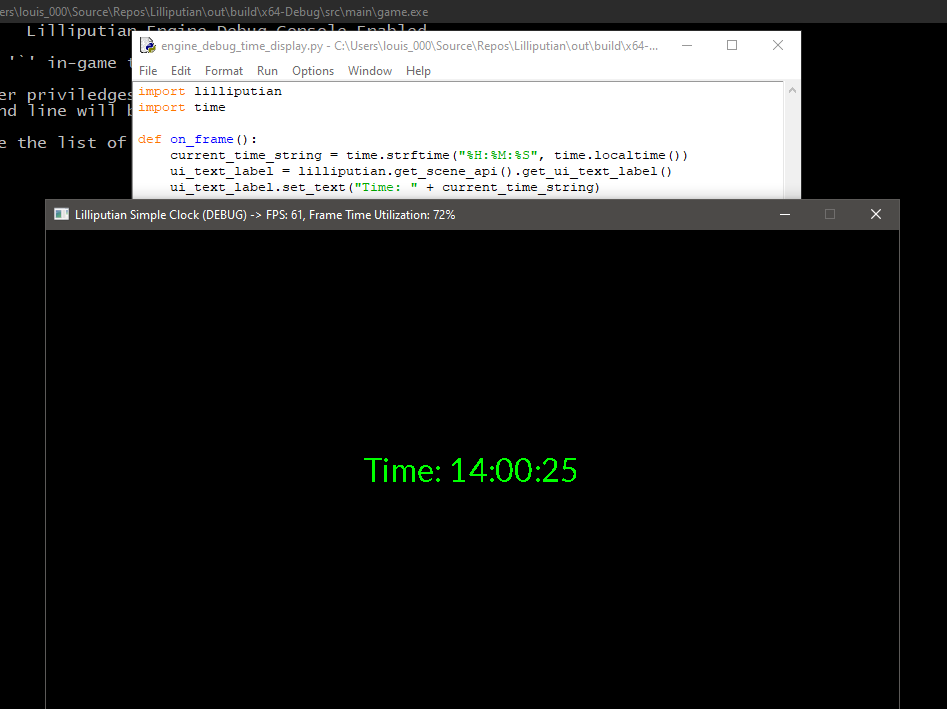 ers\louis_000\Source\Repos\Lilliputian\out\build\x64-Debug\src\main\game.exe
Lilliputian Engine Debug Console Enabled
'`' in-game
er priviledges
nd line will
e the list of
engine_debug_time_display.py - C:\Users\louis_000\Source\Repos\Lilliputian\out\build\x64-...
File Edit Format Run Options Window Help
import lilliputian
import time
def on_frame():
current_time_string = time.strftime("%H:%M:%S", time.localtime())
ui_text_label = lilliputian.get_scene_api().get_ui_text_label()
ui_text_label.set_text("Time: " + current_time_string)
Lilliputian Simple Clock (DEBUG) -> FPS: 61, Frame Time Utilization: 72%
Time: 14:00:25